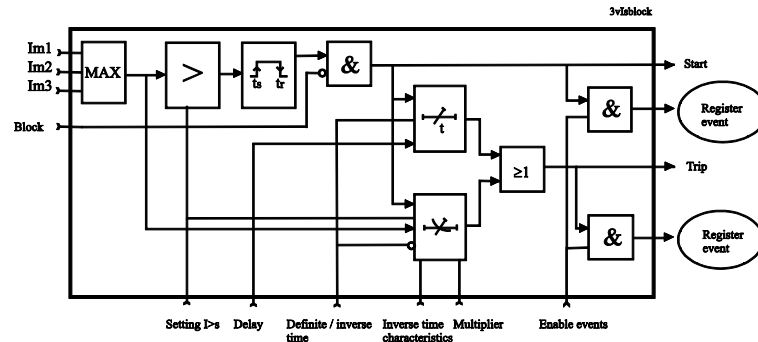 3vIsblock
Im1
Im2
Im3
MAX
>
ts
tr
&
Start
Block
t
&
Register
event
≥1
Trip
&
Register
event
Setting I>s
Delay
Definite / inverse
time
Inverse time
characteristics
Multiplier
Enable events